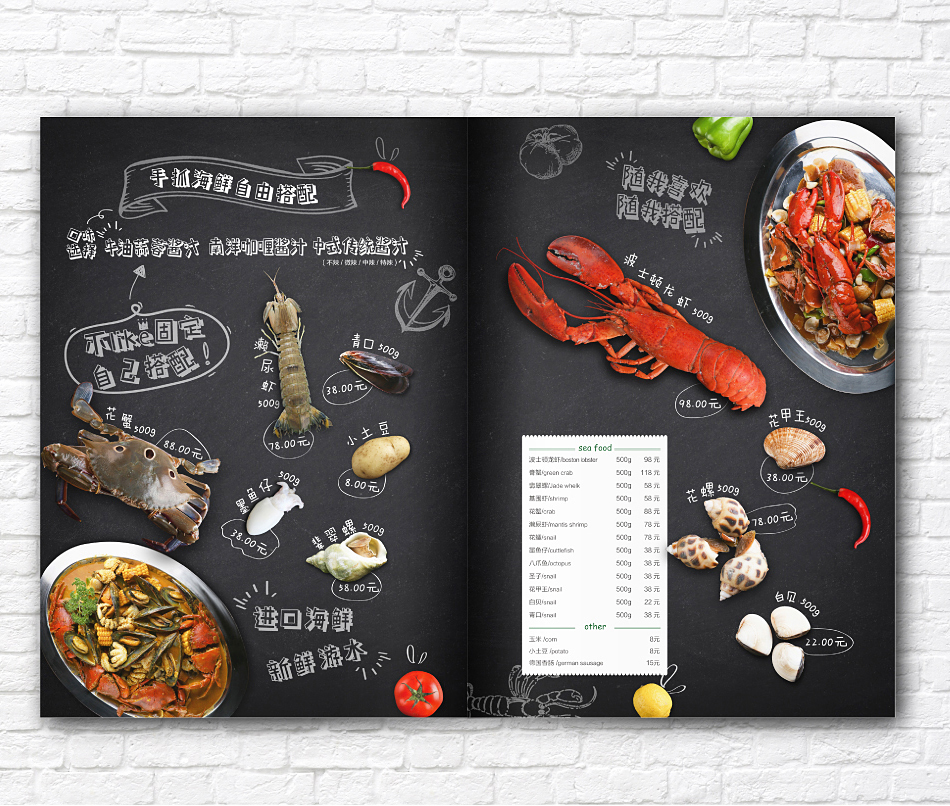 手抓海鲜自由搭配
口味
选择
牛油蒜蓉酱汁 南洋咖喱酱汁 中式传统酱汁
(不辣/微辣/中辣/特辣)
不like固定
自己搭配!
濑尿虾
500g
78.00元
青口 500g
38.00元
花蟹 500g
88.00元
小土豆
8.00元
墨鱼仔 500g
38.00元
翡翠螺 500g
58.00元
进口海鲜
新鲜游水
随我喜欢
随我搭配
波士顿龙虾 500g
98.00元
花甲王 500g
38.00元
花螺 500g
78.00元
白贝 500g
22.00元
sea food
波士顿龙虾/boston lobster 500g 98 元
青蟹/green crab 500g 118 元
翡翠螺/Jade whelk 500g 58 元
基围虾/shrimp 500g 58 元
花蟹/crab 500g 88 元
濑尿虾/mantis shrimp 500g 78 元
花螺/snail 500g 78 元
墨鱼仔/cuttlefish 500g 38 元
八爪鱼/octopus 500g 38 元
圣子/snail 500g 38 元
花甲王/snail 500g 38 元
白贝/snail 500g 22 元
青口/snail 500g 38 元
other
玉米 /corn 8元
小土豆 /potato 8元
德国香肠 /german sausage 15元